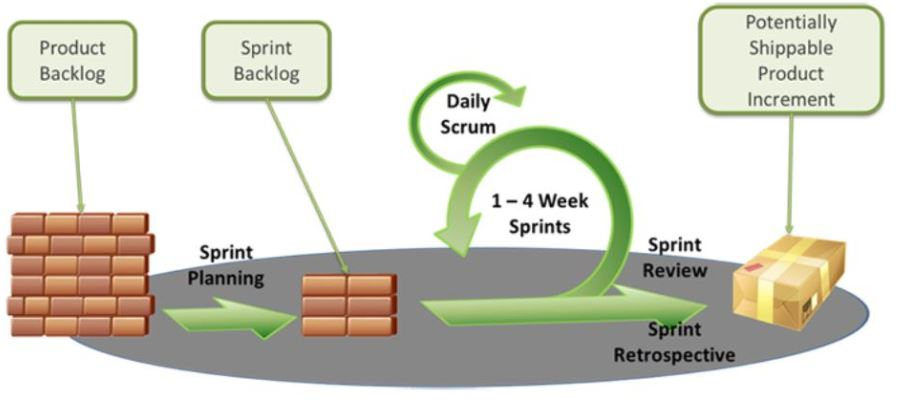 Product
Backlog
Sprint
Backlog
Potentially
Shippable
Product
Increment
Daily
Scrum
1 – 4 Week
Sprints
Sprint
Planning
Sprint
Review
Sprint
Retrospective